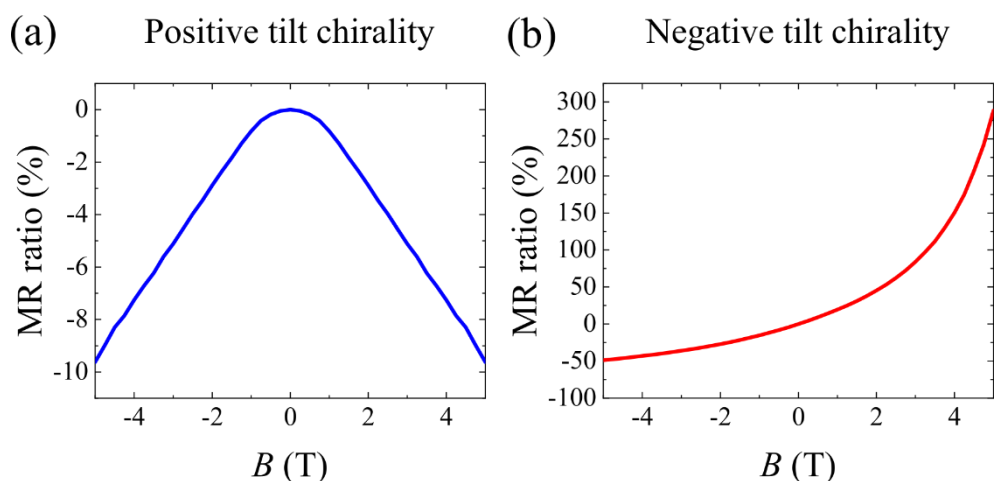 (a) Positive tilt chirality
MR ratio (%)
0
-2
-4
-6
-8
-10
-4 -2 0 2 4
B (T)
(b) Negative tilt chirality
MR ratio (%)
300
250
200
150
100
50
0
-50
-100
-4 -2 0 2 4
B (T)